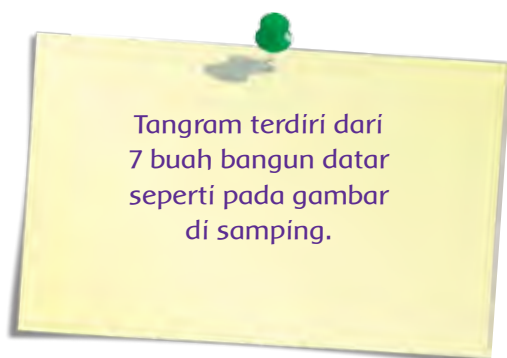 Tangram terdiri dari
7 buah bangun datar
seperti pada gambar
di samping.